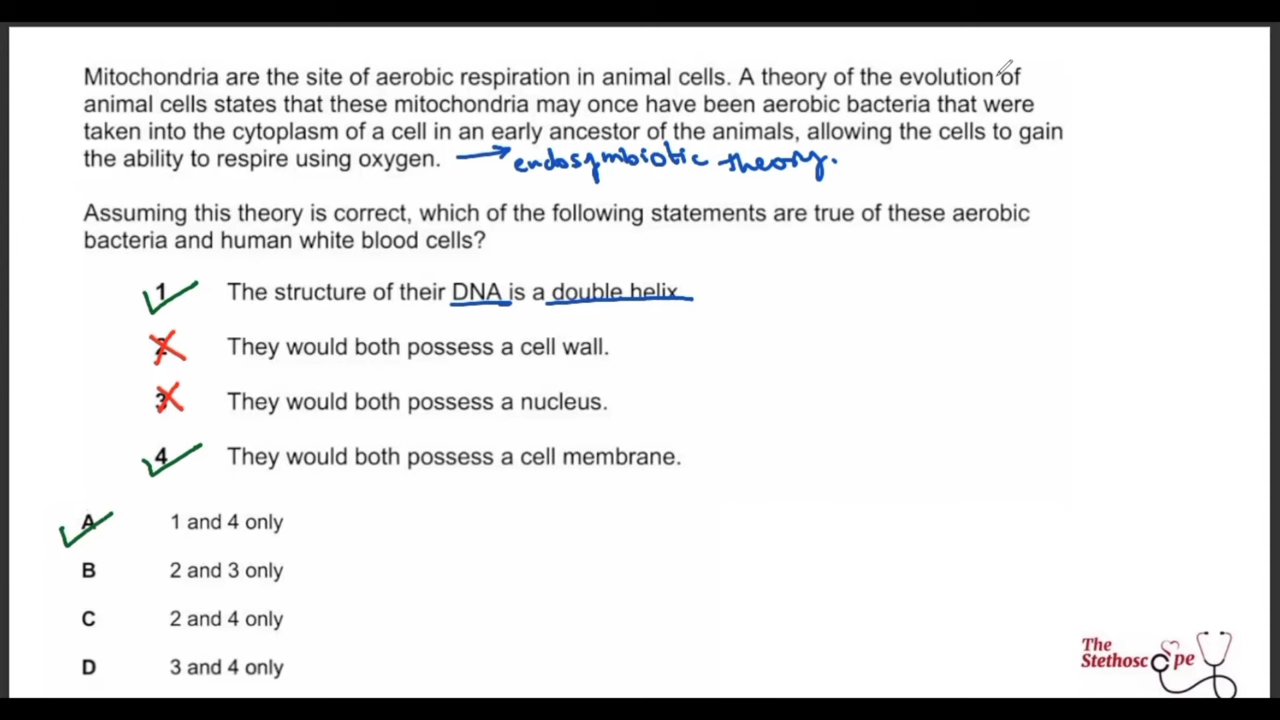 Mitochondria are the site of aerobic respiration in animal cells. A theory of the evolution of
animal cells states that these mitochondria may once have been aerobic bacteria that were
taken into the cytoplasm of a cell in an early ancestor of the animals, allowing the cells to gain
the ability to respire using oxygen. → endosymbiotic theory.
Assuming this theory is correct, which of the following statements are true of these aerobic
bacteria and human white blood cells?
1 The structure of their DNA is a double helix
2 They would both possess a cell wall.
3 They would both possess a nucleus.
4 They would both possess a cell membrane.
A 1 and 4 only
B 2 and 3 only
C 2 and 4 only
D 3 and 4 only
The
Stethoscope